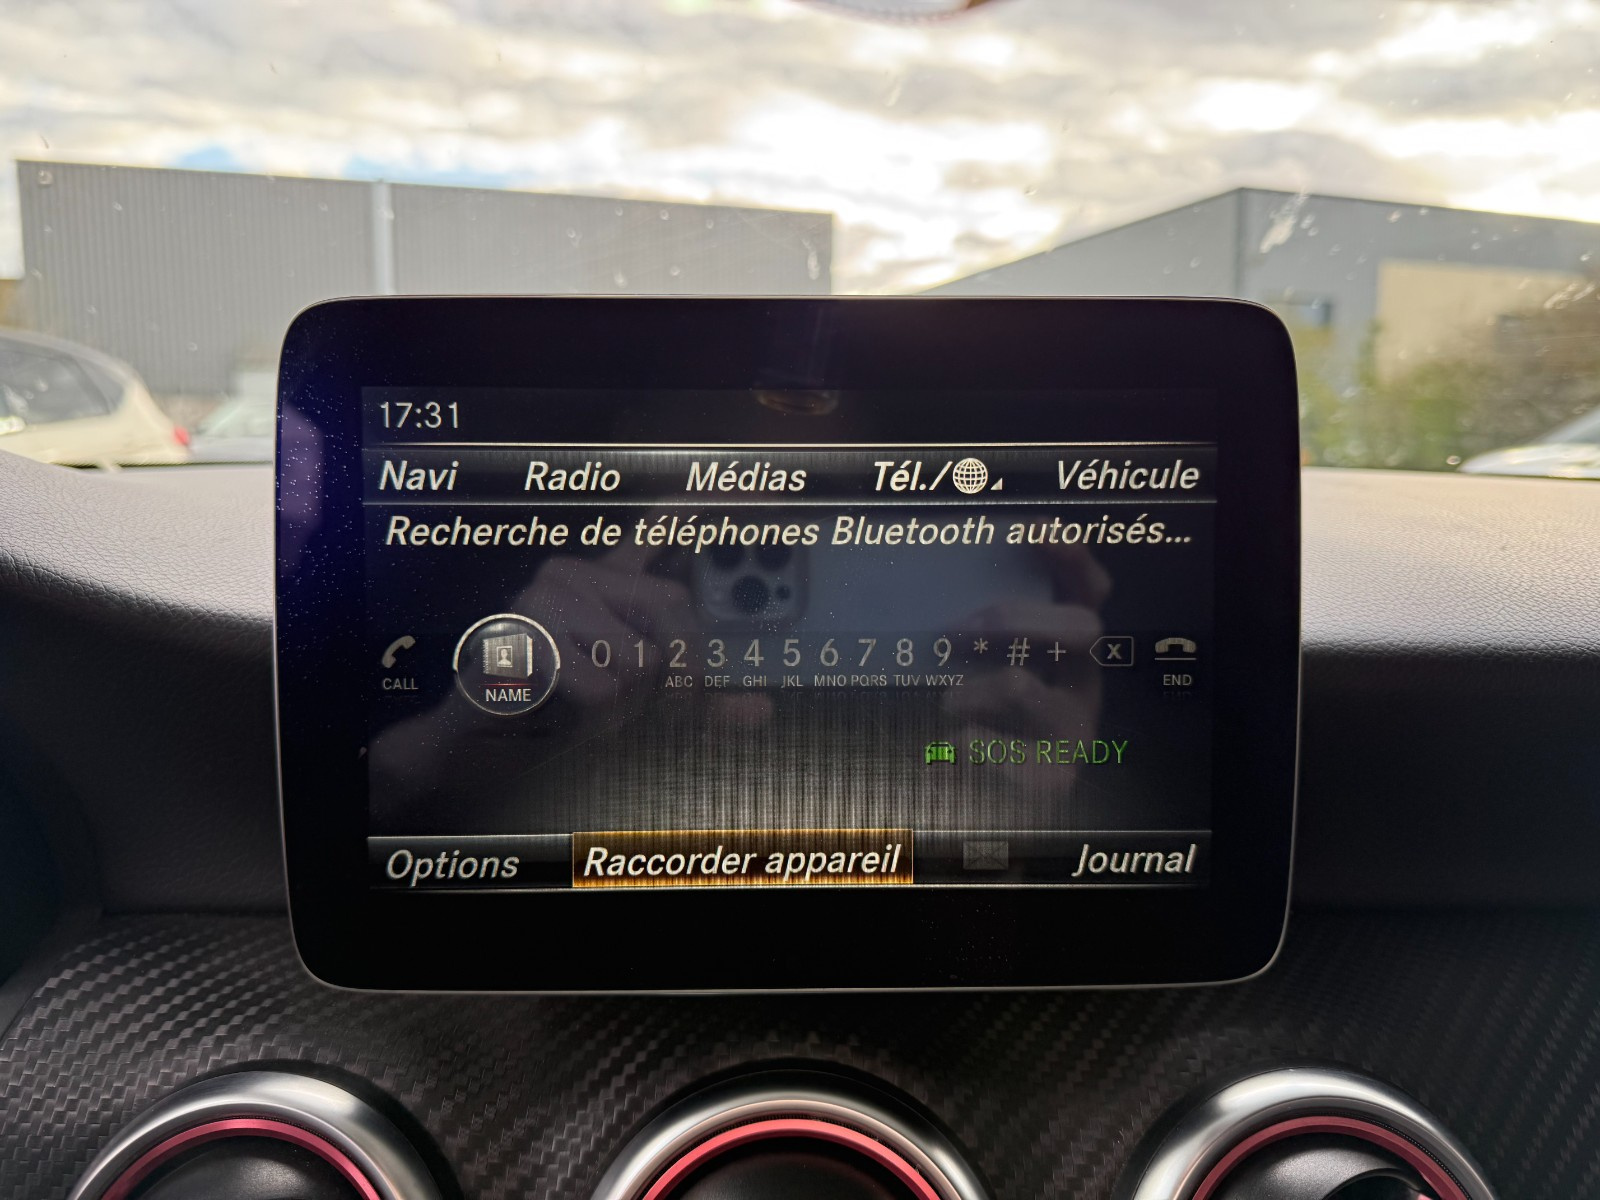 17:31
Navi Radio Médias Tél./ Véhicule
Recherche de téléphones Bluetooth autorisés...
0 1 2 3 4 5 6 7 8 9 * # + X
CALL NAME ABC DEF GHI JKL MNO PQRS TUV WXYZ END
SOS READY
Options Raccorder appareil Journal